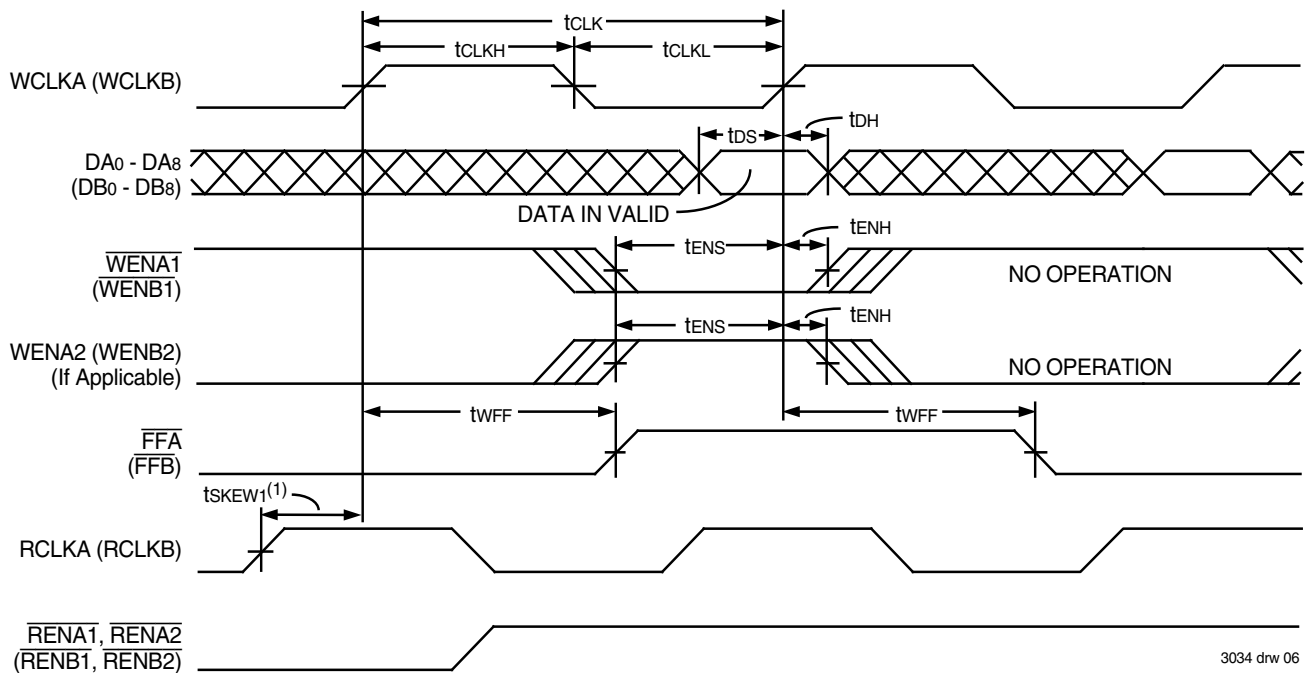 tCLK
tCLKH
tCLKL
WCLKA (WCLKB)
tDS
tDH
DA0 - DA8
(DB0 - DB8)
DATA IN VALID
tENS
tENH
WENA1
(WENB1)
NO OPERATION
tENS
tENH
WENA2 (WENB2)
(If Applicable)
NO OPERATION
tWFF
tWFF
FFA
(FFB)
tSKEW1(1)
RCLKA (RCLKB)
RENA1, RENA2
(RENB1, RENB2)
3034 drw 06